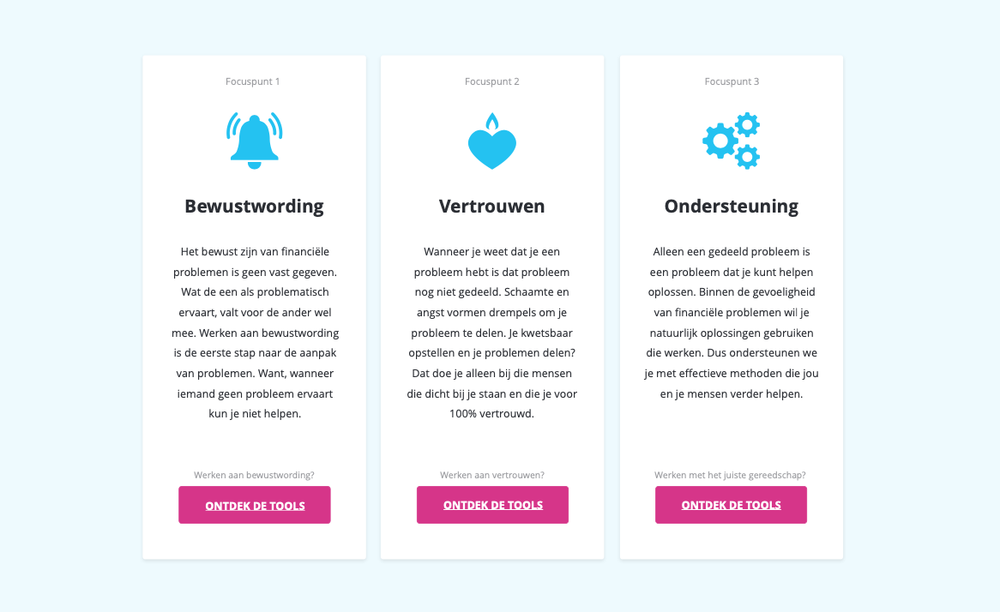 Focuspunt 1
Bewustwording
Het bewust zijn van financiële
problemen is geen vast gegeven.
Wat de een als problematisch
ervaart, valt voor de ander wel
mee. Werken aan bewustwording
is de eerste stap naar de aanpak
van problemen. Want, wanneer
iemand geen probleem ervaart
kun je niet helpen.
Werken aan bewustwording?
ONTDEK DE TOOLS
Focuspunt 2
Vertrouwen
Wanneer je weet dat je een
probleem hebt is dat probleem
nog niet gedeeld. Schaamte en
angst vormen drempels om je
probleem te delen. Je kwetsbaar
opstellen en je problemen delen?
Dat doe je alleen bij die mensen
die dicht bij je staan en die je voor
100% vertrouwd.
Werken aan vertrouwen?
ONTDEK DE TOOLS
Focuspunt 3
Ondersteuning
Alleen een gedeeld probleem is
een probleem dat je kunt helpen
oplossen. Binnen de gevoeligheid
van financiële problemen wil je
natuurlijk oplossingen gebruiken
die werken. Dus ondersteunen we
je met effectieve methoden die jou
en je mensen verder helpen.
Werken met het juiste gereedschap?
ONTDEK DE TOOLS